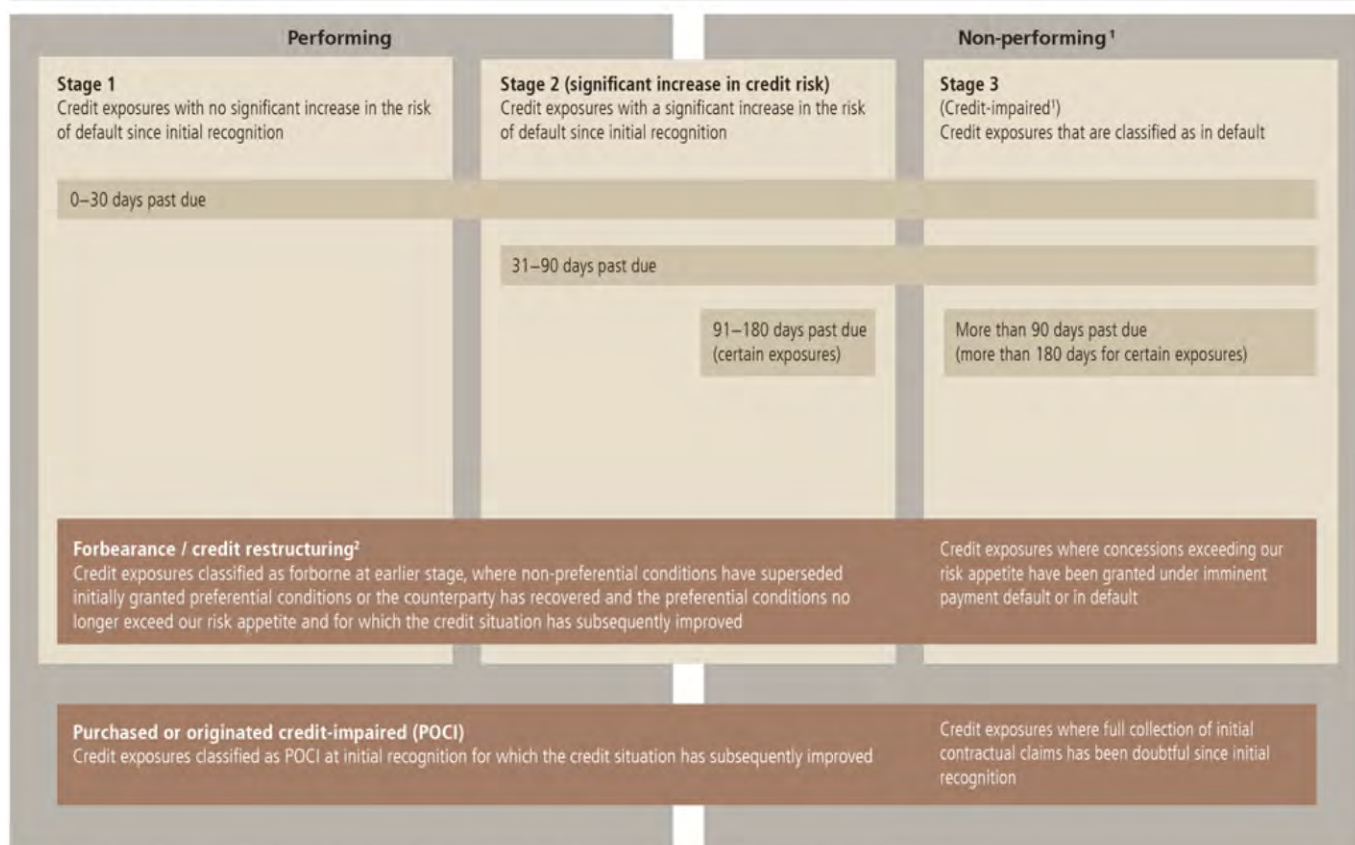 Performing
Non-performing¹
Stage 1
Credit exposures with no significant increase in the risk
of default since initial recognition
Stage 2 (significant increase in credit risk)
Credit exposures with a significant increase in the risk
of default since initial recognition
Stage 3
(Credit-impaired¹)
Credit exposures that are classified as in default
0–30 days past due
31–90 days past due
91–180 days past due
(certain exposures)
More than 90 days past due
(more than 180 days for certain exposures)
Forbearance / credit restructuring²
Credit exposures classified as forborne at earlier stage, where non-preferential conditions have superseded
initially granted preferential conditions or the counterparty has recovered and the preferential conditions no
longer exceed our risk appetite and for which the credit situation has subsequently improved
Credit exposures where concessions exceeding our
risk appetite have been granted under imminent
payment default or in default
Purchased or originated credit-impaired (POCI)
Credit exposures classified as POCI at initial recognition for which the credit situation has subsequently improved
Credit exposures where full collection of initial
contractual claims has been doubtful since initial
recognition